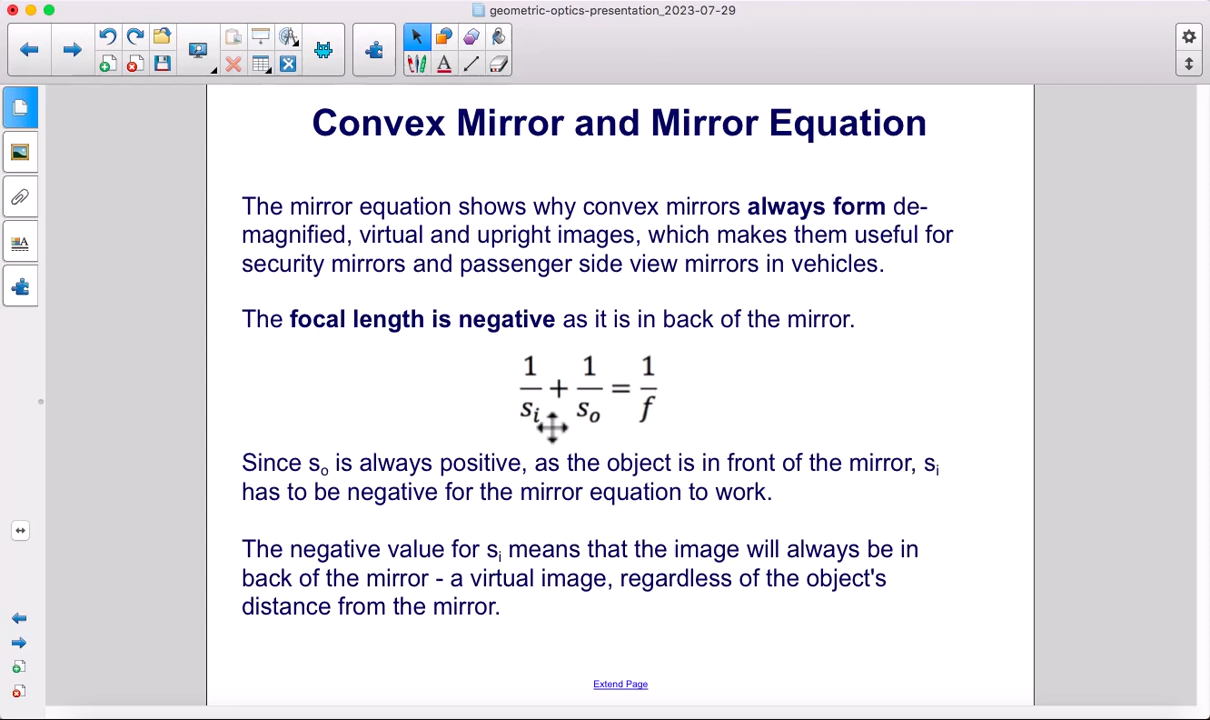 geometric-optics-presentation_2023-07-29
Convex Mirror and Mirror Equation
The mirror equation shows why convex mirrors always form de-
magnified, virtual and upright images, which makes them useful for
security mirrors and passenger side view mirrors in vehicles.
The focal length is negative as it is in back of the mirror.
1/sᵢ + 1/sₒ = 1/f
Since sₒ is always positive, as the object is in front of the mirror, sᵢ
has to be negative for the mirror equation to work.
The negative value for sᵢ means that the image will always be in
back of the mirror - a virtual image, regardless of the object's
distance from the mirror.
Extend Page